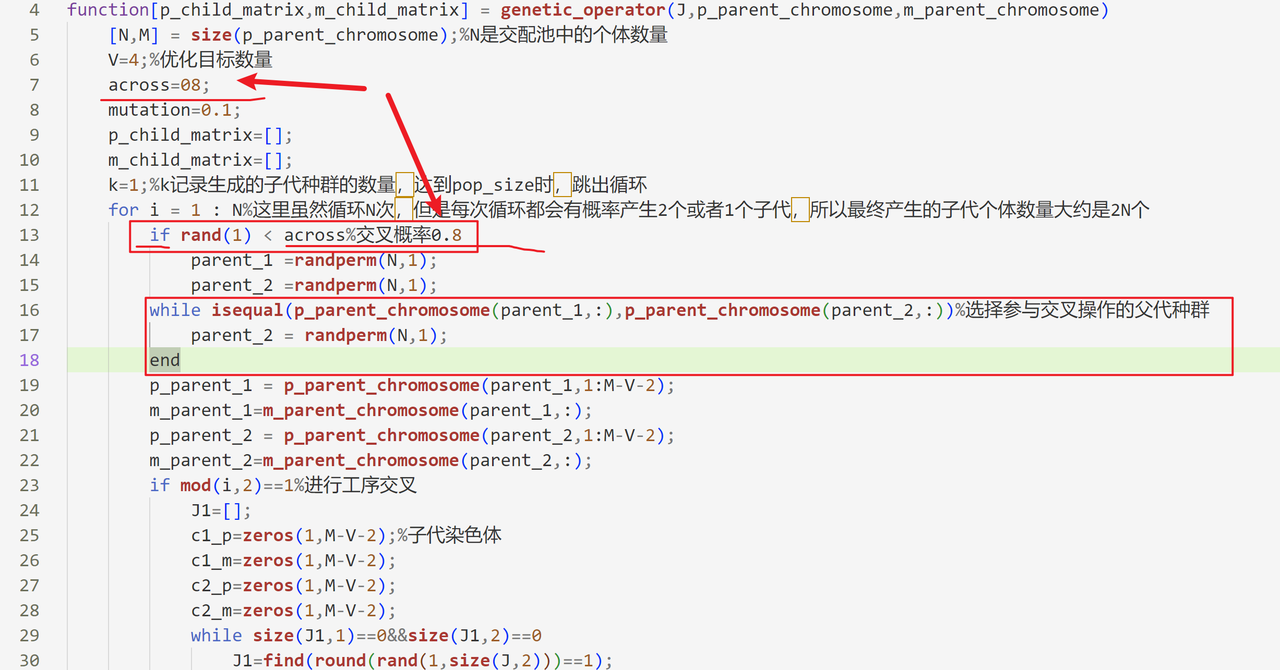 4 function[p_child_matrix,m_child_matrix] = genetic_operator(J,p_parent_chromosome,m_parent_chromosome)
5 [N,M] = size(p_parent_chromosome);%N是交配池中的个体数量
6 V=4;%优化目标数量
7 across=08;
8 mutation=0.1;
9 p_child_matrix=[];
10 m_child_matrix=[];
11 k=1;%k记录生成的子代种群的数量，达到pop_size时，跳出循环
12 for i = 1 : N%这里虽然循环N次，但是每次循环都会有概率产生2个或者1个子代，所以最终产生的子代个体数量大约是2N个
13 if rand(1) < across%交叉概率0.8
14 parent_1 =randperm(N,1);
15 parent_2 =randperm(N,1);
16 while isequal(p_parent_chromosome(parent_1,:),p_parent_chromosome(parent_2,:))%选择参与交叉操作的父代种群
17 parent_2 = randperm(N,1);
18 end
19 p_parent_1 = p_parent_chromosome(parent_1,1:M-V-2);
20 m_parent_1=m_parent_chromosome(parent_1,:);
21 p_parent_2 = p_parent_chromosome(parent_2,1:M-V-2);
22 m_parent_2=m_parent_chromosome(parent_2,:);
23 if mod(i,2)==1%进行工序交叉
24 J1=[];
25 c1_p=zeros(1,M-V-2);%子代染色体
26 c1_m=zeros(1,M-V-2);
27 c2_p=zeros(1,M-V-2);
28 c2_m=zeros(1,M-V-2);
29 while size(J1,1)==0&&size(J1,2)==0
30 J1=find(round(rand(1,size(J,2)))==1);